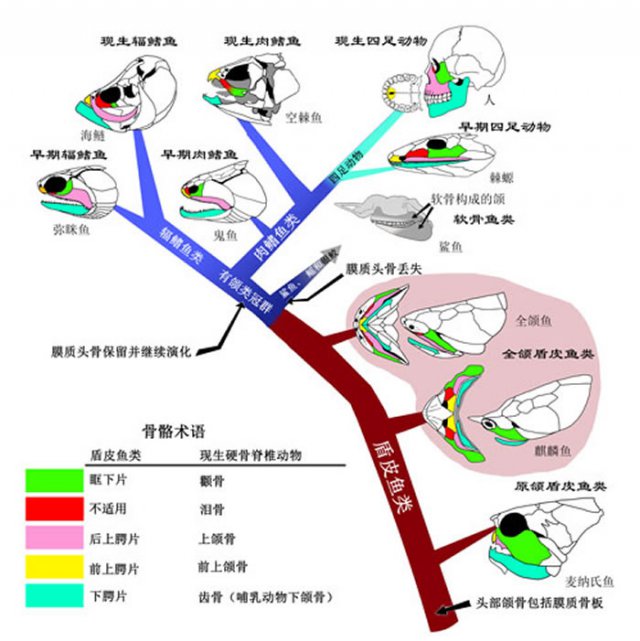 现生辐鳍鱼
现生肉鳍鱼
现生四足动物
海鲢
空棘鱼
人
早期辐鳍鱼
早期肉鳍鱼
早期四足动物
四足动物
棘螈
弥眯鱼
鬼鱼
软骨构成的颌
软骨鱼类
鲨鱼
辐鳍鱼类
肉鳍鱼类
有颌类冠群
鲨鱼、
膜质头骨丢失
膜质头骨保留并继续演化
全颌鱼
全颌盾皮鱼类
麒麟鱼
盾皮鱼类
原颌盾皮鱼类
麦纳氏鱼
头部颌骨包括膜质骨板
骨骼术语
盾皮鱼类 现生硬骨脊椎动物
眶下片 颧骨
不适用 泪骨
后上腭片 上颌骨
前上腭片 前上颌骨
下腭片 齿骨（哺乳动物下颌骨）